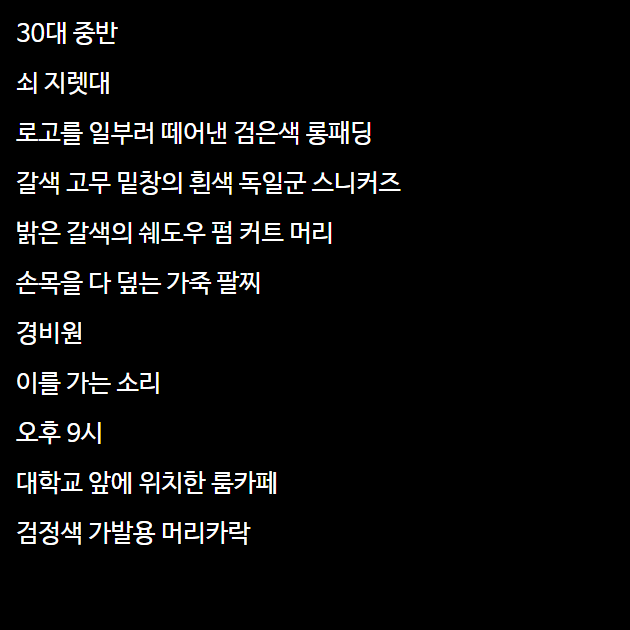 30대 중반
쇠 지렛대
로고를 일부러 떼어낸 검은색 롱패딩
갈색 고무 밑창의 흰색 독일군 스니커즈
밝은 갈색의 쉐도우 펌 커트 머리
손목을 다 덮는 가죽 팔찌
경비원
이를 가는 소리
오후 9시
대학교 앞에 위치한 룸카페
검정색 가발용 머리카락